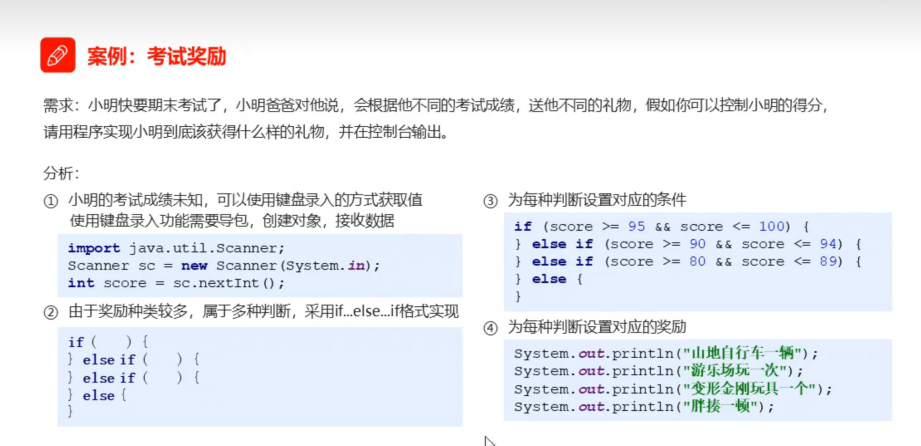 案例：考试奖励
需求：小明快要期末考试了，小明爸爸对他说，会根据他不同的考试成绩，送他不同的礼物，假如你可以控制小明的得分，
请用程序实现小明到底该获得什么样的礼物，并在控制台输出。
分析：
① 小明的考试成绩未知，可以使用键盘录入的方式获取值
使用键盘录入功能需要导包，创建对象，接收数据
import java.util.Scanner;
Scanner sc = new Scanner(System.in);
int score = sc.nextInt();
② 由于奖励种类较多，属于多种判断，采用if...else...if格式实现
if (    ) {
} else if (    ) {
} else if (    ) {
} else {
}
③ 为每种判断设置对应的条件
if (score >= 95 && score <= 100) {
} else if (score >= 90 && score <= 94) {
} else if (score >= 80 && score <= 89) {
} else {
}
④ 为每种判断设置对应的奖励
System.out.println("山地自行车一辆");
System.out.println("游乐场玩一次");
System.out.println("变形金刚玩具一个");
System.out.println("胖揍一顿");